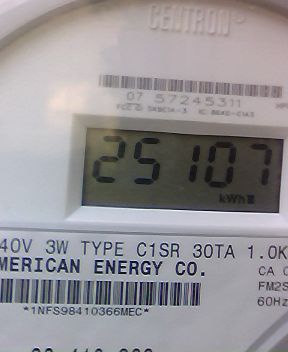 CENTRON
07 57245311
25107
kWh
40V 3W TYPE C1SR 30TA 1.0K
MERICAN ENERGY CO.
CA
FM2S
60Hz
*1NFS98410366MEC*